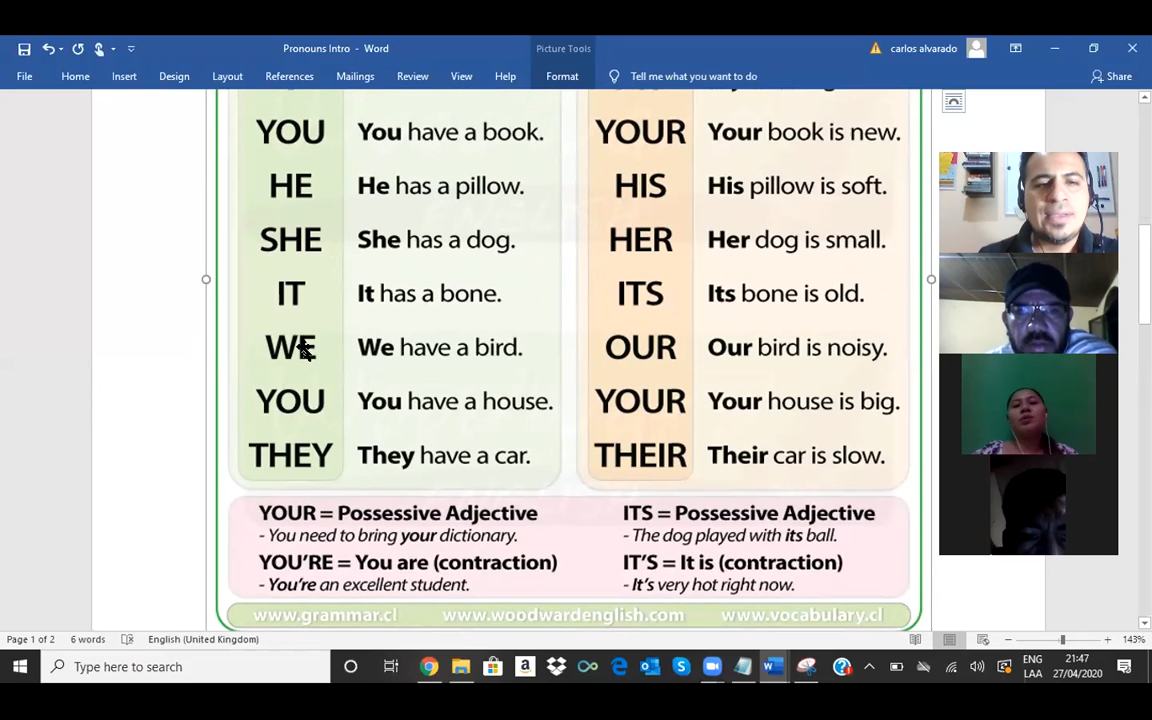 Pronouns Intro - Word
Picture Tools
carlos alvarado
File Home Insert Design Layout References Mailings Review View Help Format Tell me what you want to do Share
YOU You have a book. YOUR Your book is new.
HE He has a pillow. HIS His pillow is soft.
SHE She has a dog. HER Her dog is small.
IT It has a bone. ITS Its bone is old.
WE We have a bird. OUR Our bird is noisy.
YOU You have a house. YOUR Your house is big.
THEY They have a car. THEIR Their car is slow.
YOUR = Possessive Adjective
- You need to bring your dictionary.
YOU'RE = You are (contraction)
- You're an excellent student.
ITS = Possessive Adjective
- The dog played with its ball.
IT'S = It is (contraction)
- It's very hot right now.
www.grammar.cl www.woodwardenglish.com www.vocabulary.cl
Page 1 of 2 6 words English (United Kingdom) 143%
Type here to search
ENG
LAA
21:47
27/04/2020